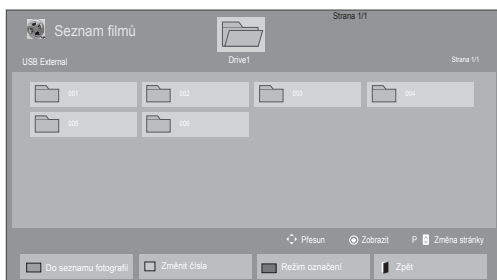 Strana 1/1
Seznam filmů
USB External
Drive1
Strana 1/1
001 002 003 004
005 006
Přesun Zobrazit P Změna stránky
Do seznamu fotografií Změnit čísla Režim označení Zpět